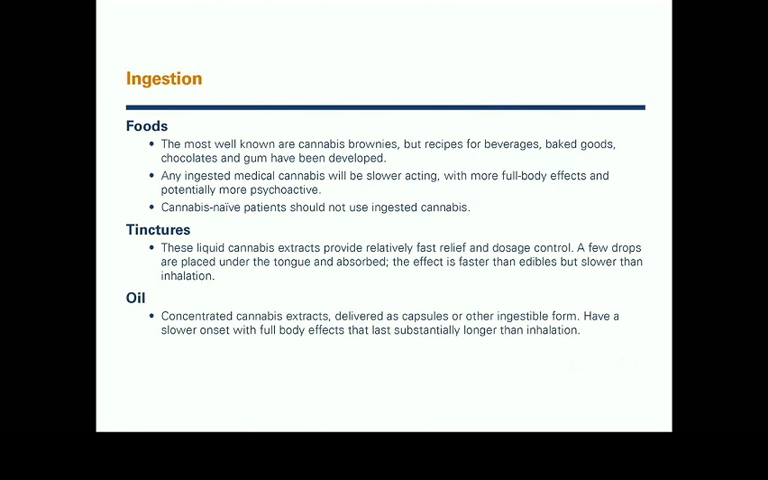 Ingestion
Foods
• The most well known are cannabis brownies, but recipes for beverages, baked goods,
chocolates and gum have been developed.
• Any ingested medical cannabis will be slower acting, with more full-body effects and
potentially more psychoactive.
• Cannabis-naïve patients should not use ingested cannabis.
Tinctures
• These liquid cannabis extracts provide relatively fast relief and dosage control. A few drops
are placed under the tongue and absorbed; the effect is faster than edibles but slower than
inhalation.
Oil
• Concentrated cannabis extracts, delivered as capsules or other ingestible form. Have a
slower onset with full body effects that last substantially longer than inhalation.